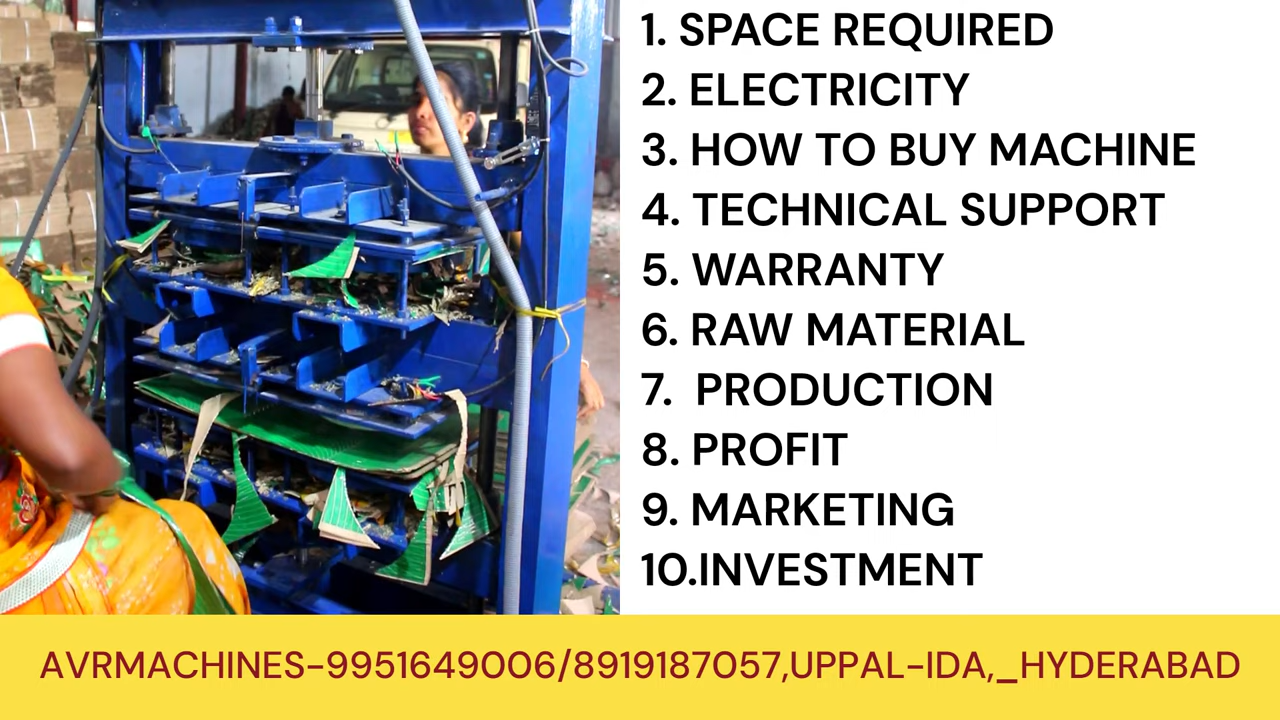 1. SPACE REQUIRED
2. ELECTRICITY
3. HOW TO BUY MACHINE
4. TECHNICAL SUPPORT
5. WARRANTY
6. RAW MATERIAL
7. PRODUCTION
8. PROFIT
9. MARKETING
10.INVESTMENT
AVRMACHINES-9951649006/8919187057,UPPAL-IDA,_HYDERABAD